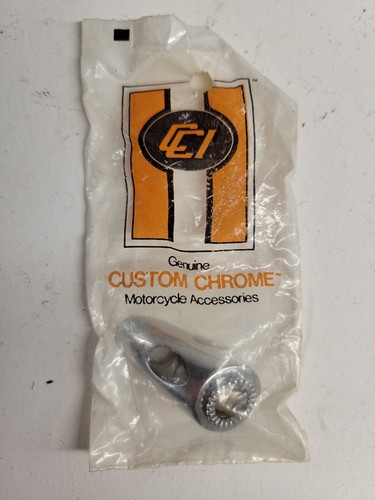 CCI
Genuine
CUSTOM CHROME™
Motorcycle Accessories